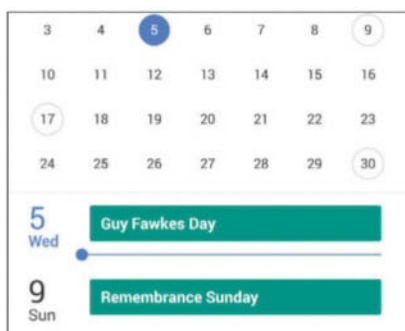 3 4 5 6 7 8 9
10 11 12 13 14 15 16
17 18 19 20 21 22 23
24 25 26 27 28 29 30
5
Wed
Guy Fawkes Day
9
Sun
Remembrance Sunday